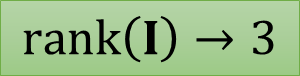 rank(𝐈) → 3